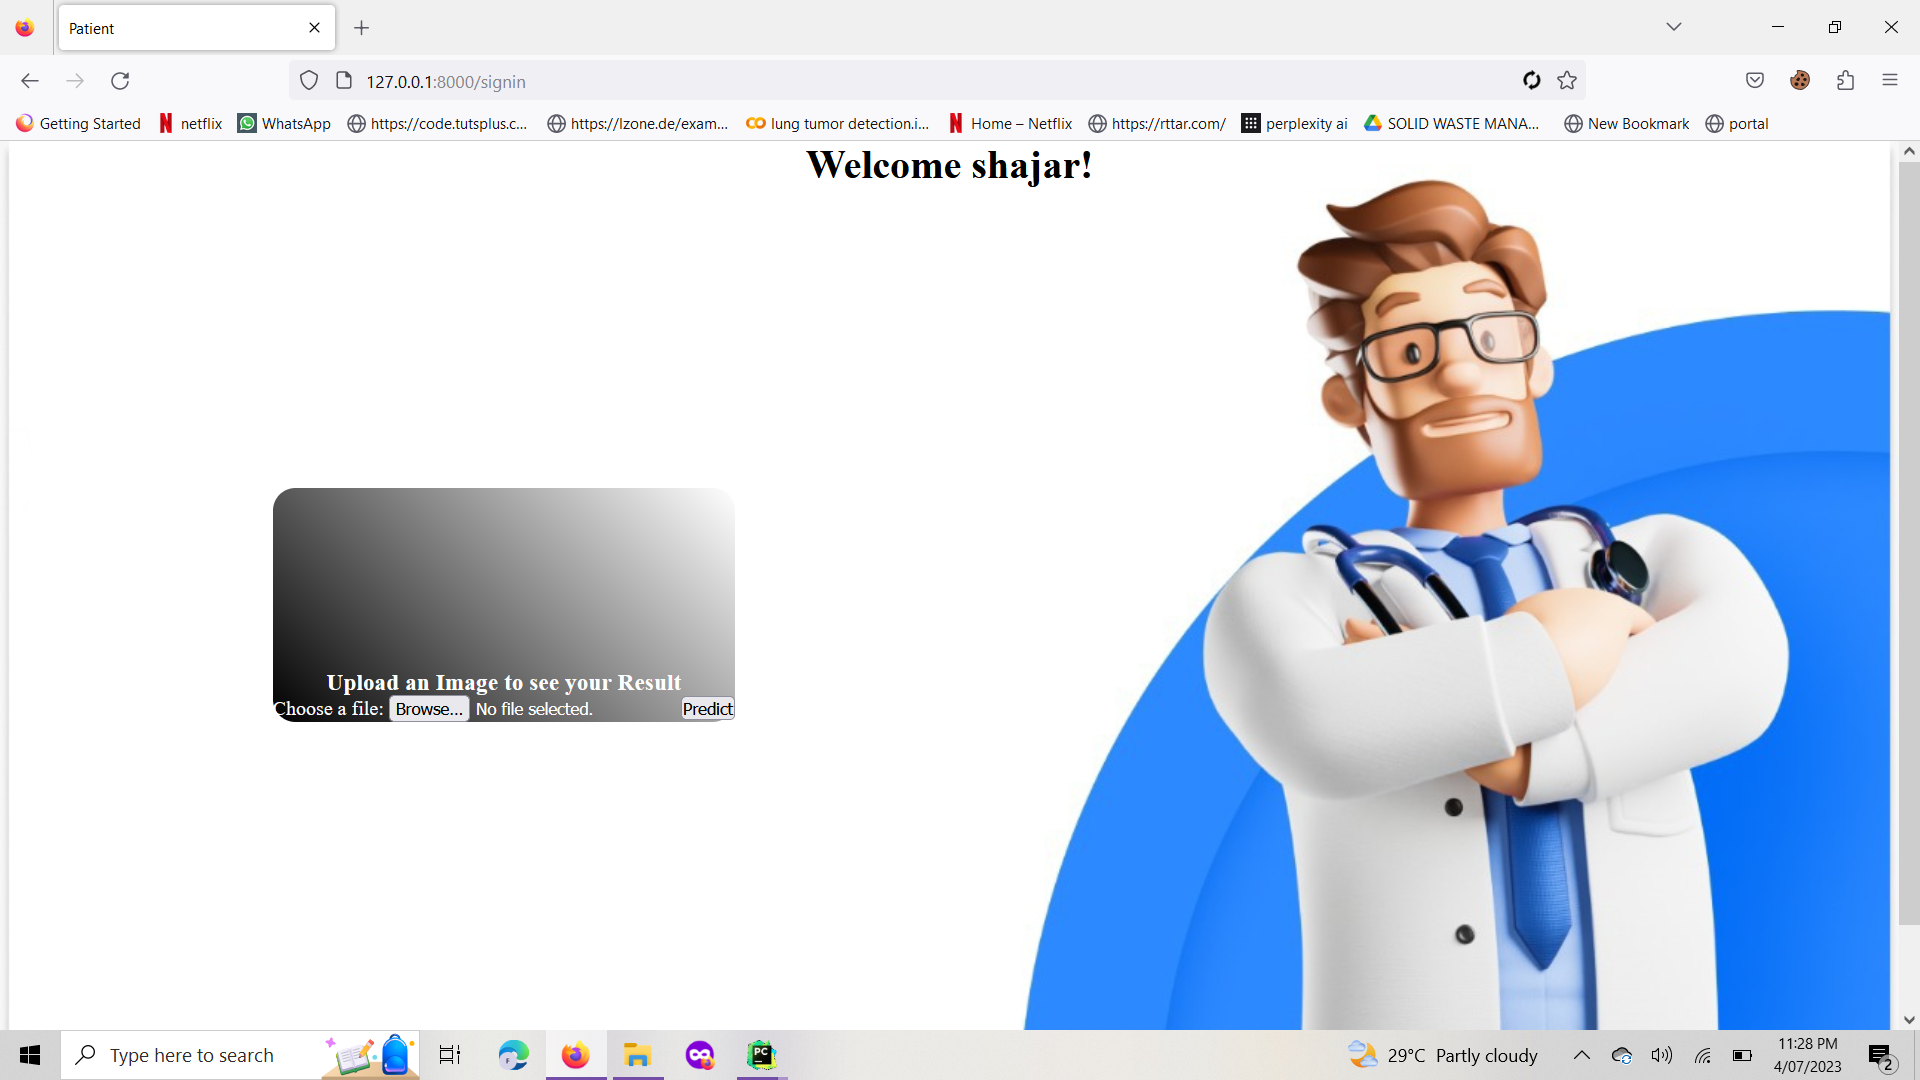 Patient
127.0.0.1:8000/signin
Getting Started netflix WhatsApp https://code.tutsplus.c... https://lzone.de/exam... lung tumor detection.i... Home – Netflix https://rttar.com/ perplexity ai SOLID WASTE MANA... New Bookmark portal
Welcome shajar!
Upload an Image to see your Result
Choose a file: Browse... No file selected. Predict
Type here to search
PC
29°C Partly cloudy
11:28 PM
4/07/2023
2